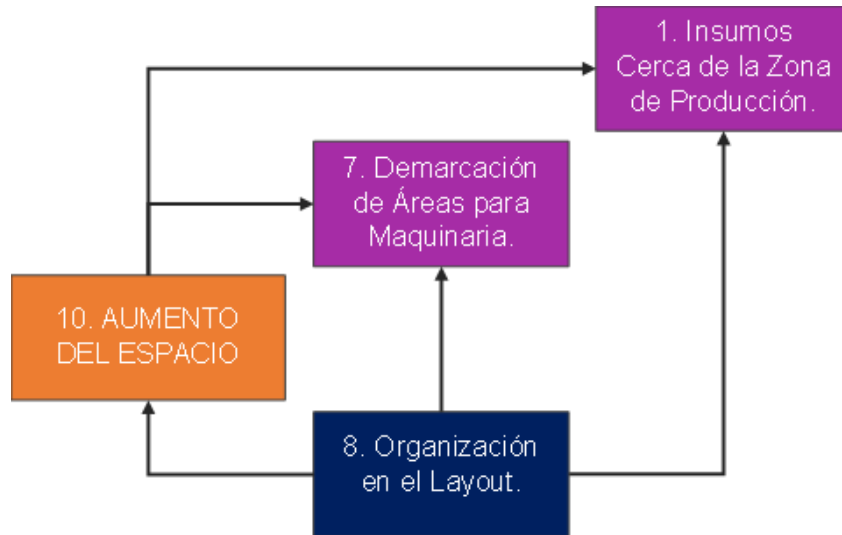 1. Insumos
Cerca de la Zona
de Producción.
7. Demarcación
de Áreas para
Maquinaria.
10. AUMENTO
DEL ESPACIO
8. Organización
en el Layout.